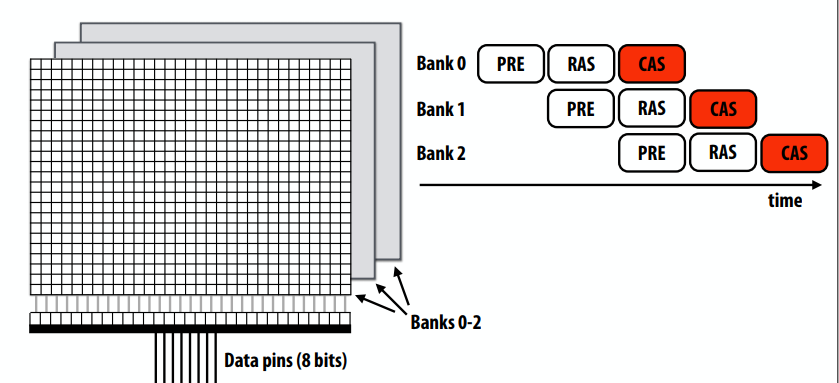 Bank 0 PRE RAS CAS
Bank 1 PRE RAS CAS
Bank 2 PRE RAS CAS
time
Banks 0-2
Data pins (8 bits)